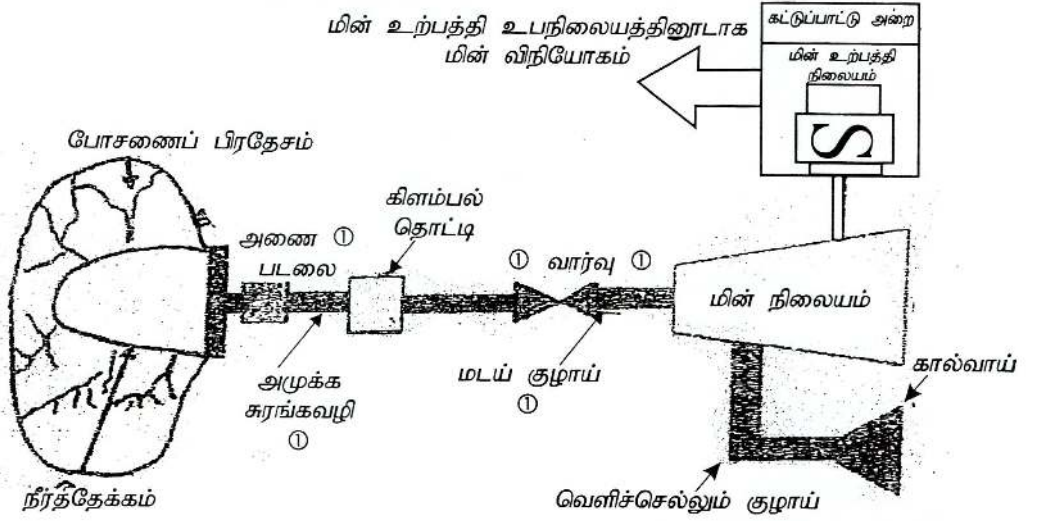 மின் உற்பத்தி உபநிலையத்தினூடாக
மின் விநியோகம்
கட்டுப்பாட்டு அறை
மின் உற்பத்தி
நிலையம்
S
போசணைப் பிரதேசம்
கிளம்பல்
தொட்டி
அணை ①
படலை
① வார்வு ①
மின் நிலையம்
அமுக்க
சுரங்கவழி
①
மடய் குழாய்
①
கால்வாய்
நீர்த்தேக்கம்
வெளிச்செல்லும் குழாய்